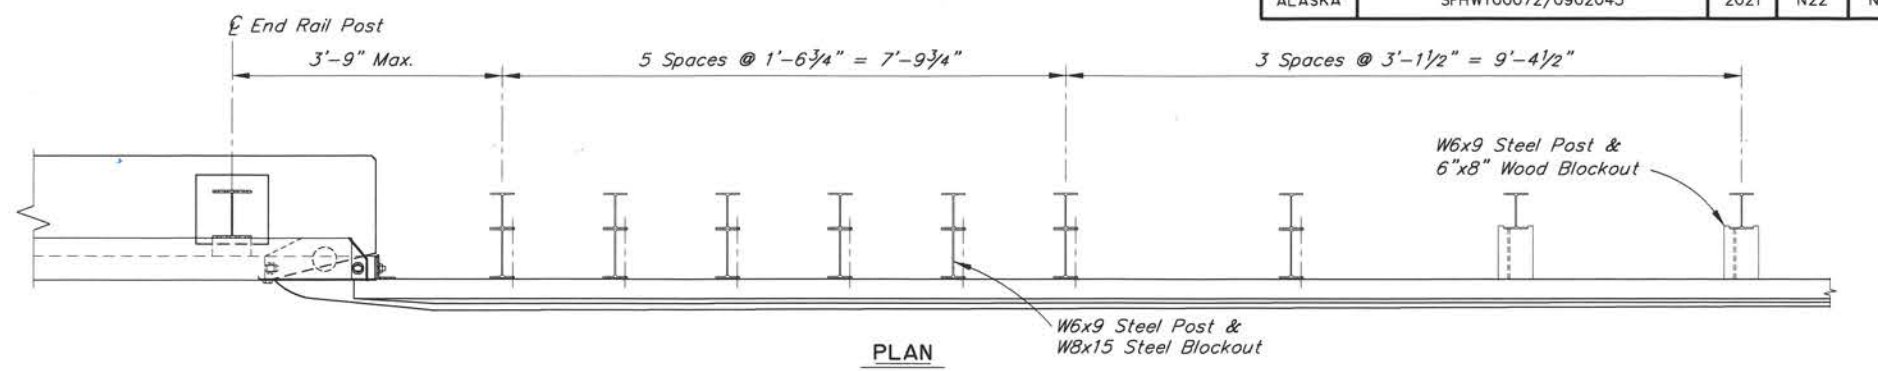 ALASKA
2021
N22
℄ End Rail Post
3'-9" Max.
5 Spaces @ 1'-6¾" = 7'-9¾"
3 Spaces @ 3'-1½" = 9'-4½"
W6x9 Steel Post &
6"x8" Wood Blockout
W6x9 Steel Post &
W8x15 Steel Blockout
PLAN